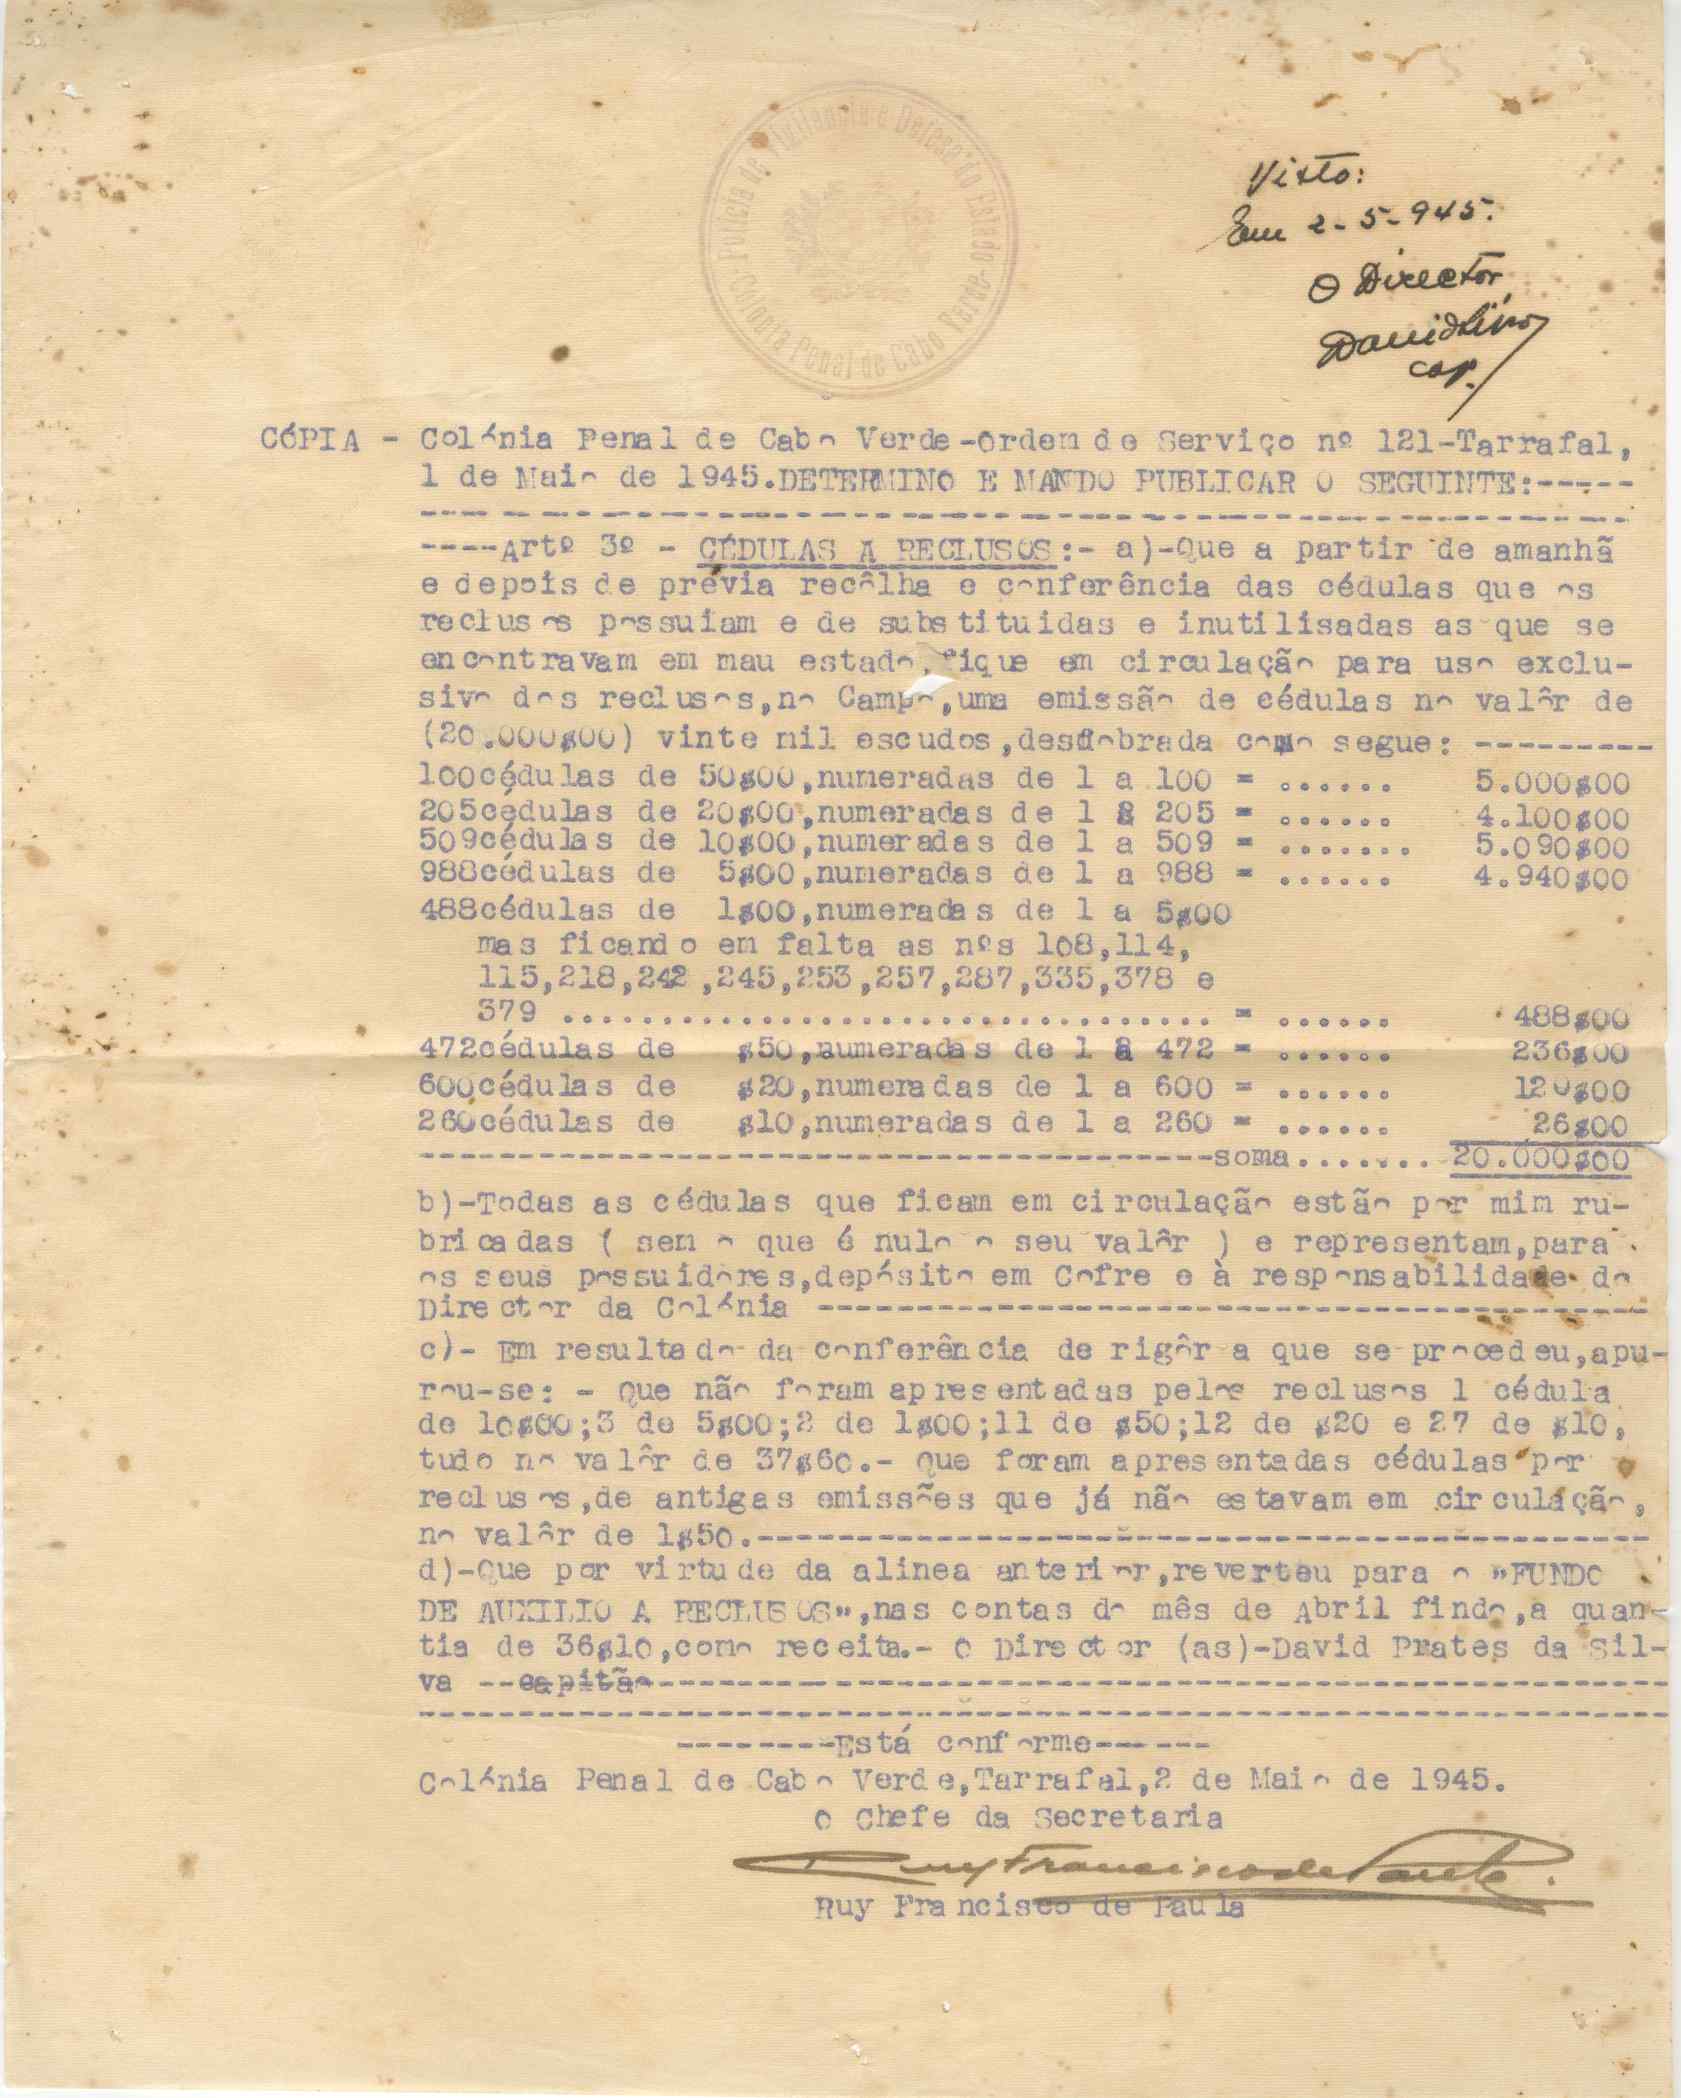 Policia de Vigilancia e Defesa do Estado
Colonia Penal de Cabo Verde
Visto:
Em 2-5-945.
O Director
cap.
CÓPIA - Colónia Penal de Cabo Verde-Ordem de Serviço nº 121-Tarrafal,
1 de Maio de 1945.DETERMINO E MANDO PUBLICAR O SEGUINTE:-----
----Artº 3º - CÉDULAS A RECLUSOS:- a)-Que a partir de amanhã
e depois de prévia recôlha e conferência das cédulas que os
reclusos possuiam e de substituidas e inutilisadas as que se
encontravam em mau estado,fique em circulação para uso exclu-
sivo dos reclusos,no Campo,uma emissão de cédulas no valôr de
(20.000$00) vinte mil escudos,desdobrada como segue: ---------
100cédulas de 50$00,numeradas de 1 a 100 = ...... 5.000$00
205cédulas de 20$00,numeradas de 1 a 205 = ...... 4.100$00
509cédulas de 10$00,numeradas de 1 a 509 = ....... 5.090$00
988cédulas de 5$00,numeradas de 1 a 988 = ...... 4.940$00
488cédulas de 1$00,numeradas de 1 a 5$00
mas ficando em falta as nºs 108,114,
115,218,242,245,253,257,287,335,378 e
379 .................................. = ...... 488$00
472cédulas de $50,numeradas de 1 a 472 = ...... 236$00
600cédulas de $20,numeradas de 1 a 600 = ...... 120$00
260cédulas de $10,numeradas de 1 a 260 = ...... 26$00
----------------------------------------soma....... 20.000$00
b)-Todas as cédulas que ficam em circulação estão por mim ru-
bricadas ( sem o que é nulo o seu valôr ) e representam,para
os seus possuidores,depósito em Cofre e à responsabilidade do
Director da Colónia ------------------------------------------
c)- Em resultado da conferência de rigôr a que se procedeu,apu-
rou-se: - Que não foram apresentadas pelos reclusos 1 cédula
de 10$00;3 de 5$00;2 de 1$00;11 de $50;12 de $20 e 27 de $10,
tudo no valôr de 37$60.- Que foram apresentadas cédulas por
reclusos,de antigas emissões que já não estavam em circulação,
no valôr de 1$50.---------------------------------------------
d)-Que por virtude da alinea anterior,reverteu para o "FUNDO
DE AUXILIO A RECLUSOS",nas contas do mês de Abril findo,a quan-
tia de 36$10,como receita.- O Director (as)-David Prates da Sil-
va --capitão---------------------------------------------------
--------Está conforme------
Colónia Penal de Cabo Verde,Tarrafal,2 de Maio de 1945.
O Chefe da Secretaria
Ruy Francisco de Paula
Ruy Francisco de Paula